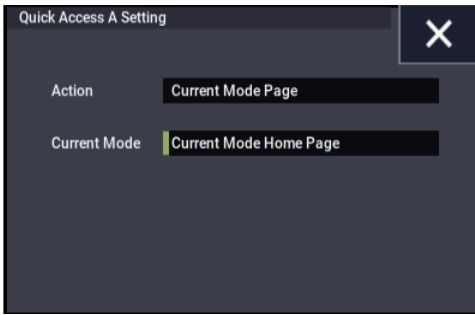 Quick Access A Setting
Action Current Mode Page
Current Mode Current Mode Home Page